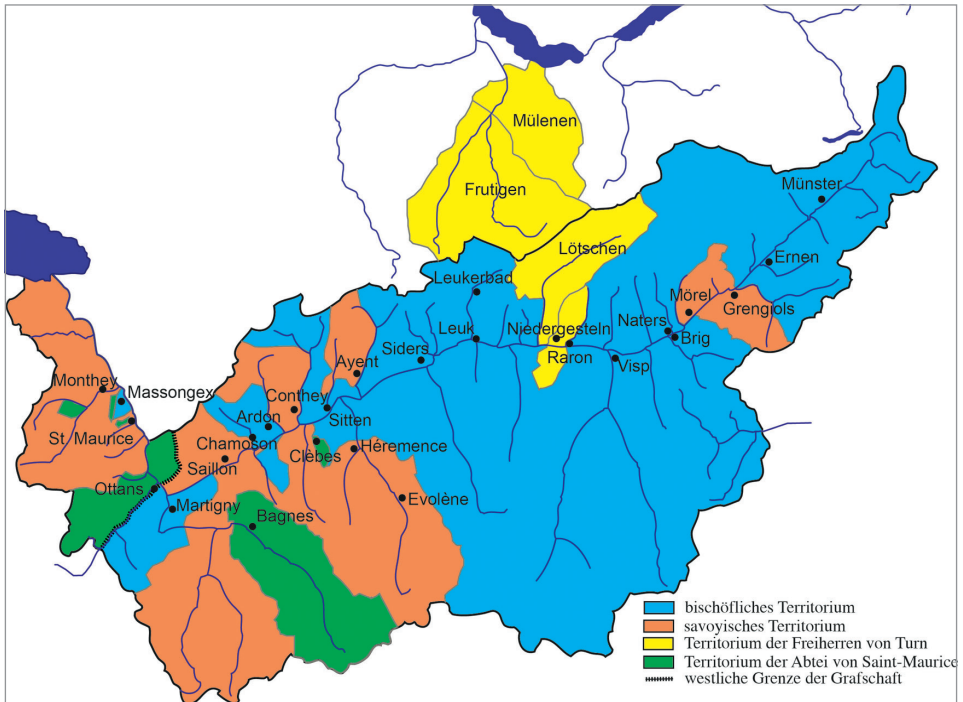 Mülenen
Münster
Frutigen
Lötschen
Ernen
Leukerbad
Mörel
Grengiols
Leuk
Niedergesteln
Naters
Siders
Raron
Brig
Ayent
Visp
Monthey
Massongex
Conthey
Ardon
Sitten
St. Maurice
Chamoson
Clèbes
Héremence
Saillon
Ottans
Martigny
Evolène
Bagnes
bischöfliches Territorium
savoyisches Territorium
Territorium der Freiherren von Turn
Territorium der Abtei von Saint-Maurice
westliche Grenze der Grafschaft